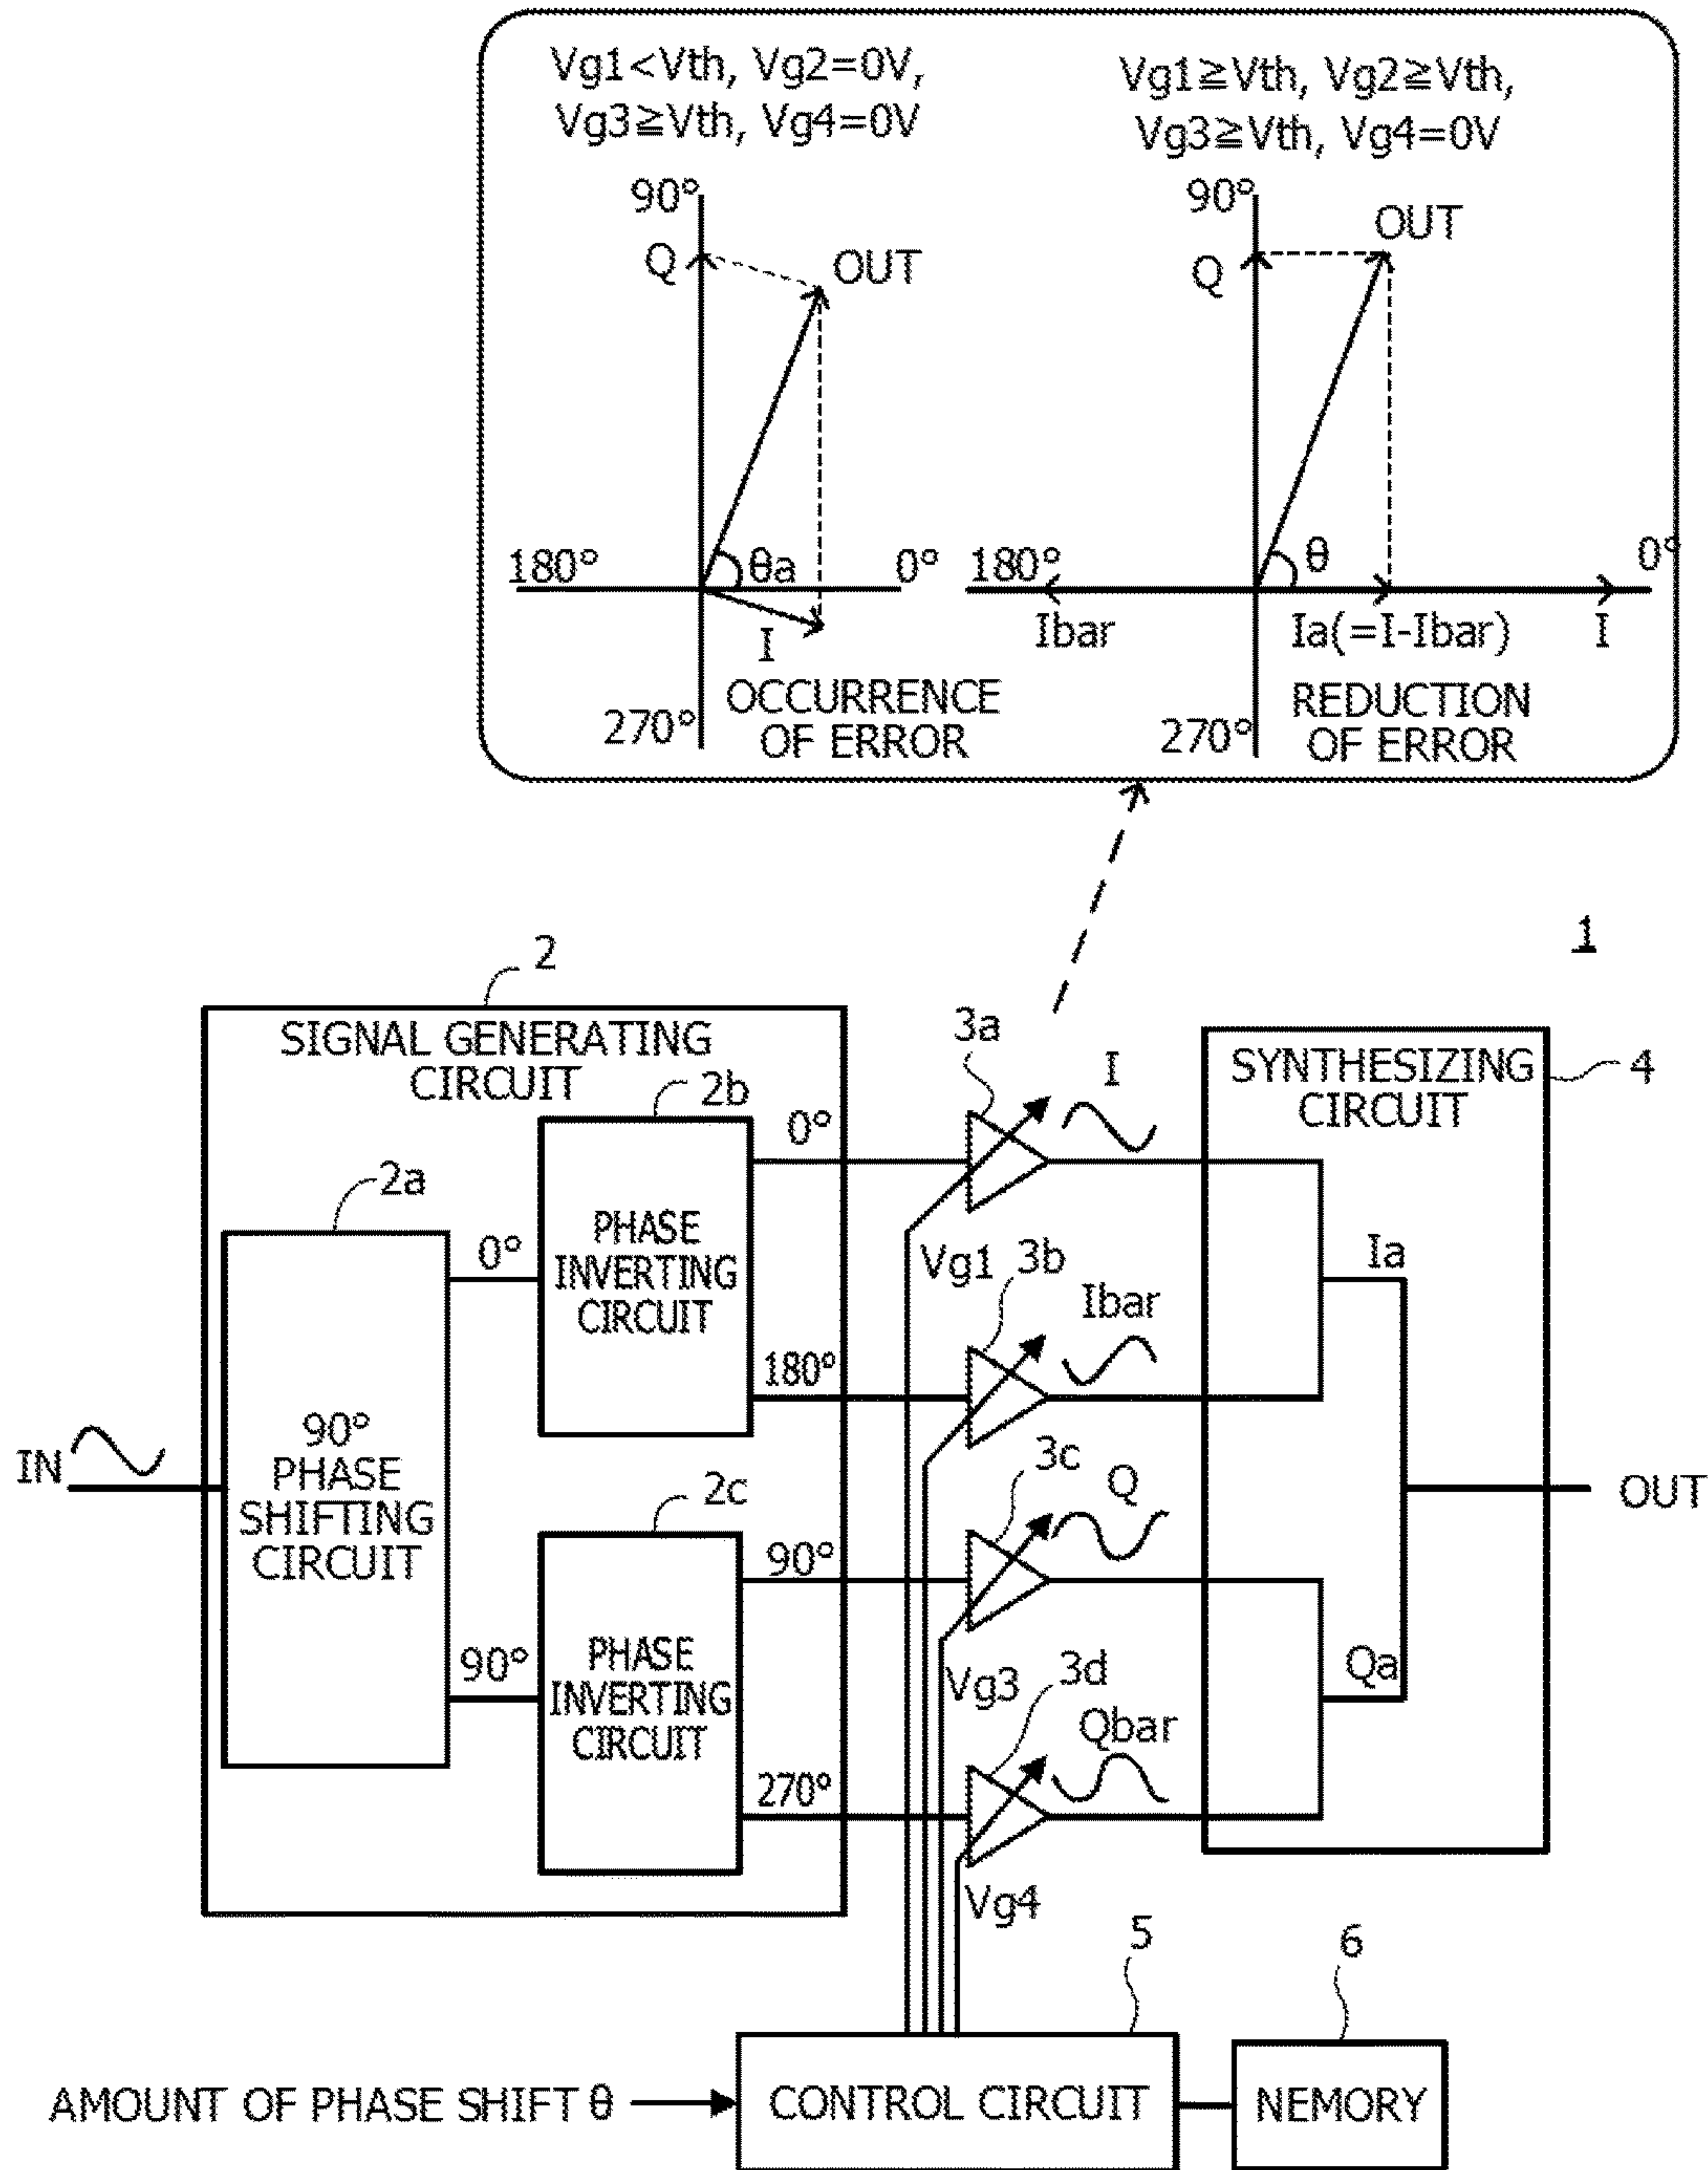 Vg1<Vth, Vg2=0V,
Vg3≧Vth, Vg4=0V
Vg1≧Vth, Vg2≧Vth,
Vg3≧Vth, Vg4=0V
90°
Q
OUT
180°
θa
0°
I
270°
OCCURRENCE
OF ERROR
90°
Q
OUT
180°
θ
0°
Ibar
Ia(=I-Ibar)
I
270°
REDUCTION
OF ERROR
1
2
SIGNAL GENERATING
CIRCUIT
2a
90°
PHASE
SHIFTING
CIRCUIT
IN
0°
90°
2b
PHASE
INVERTING
CIRCUIT
0°
180°
2c
PHASE
INVERTING
CIRCUIT
90°
270°
3a
I
Vg1
3b
Ibar
3c
Q
Vg3
3d
Qbar
Vg4
SYNTHESIZING
CIRCUIT
4
Ia
Qa
OUT
5
6
AMOUNT OF PHASE SHIFT θ
CONTROL CIRCUIT
NEMORY